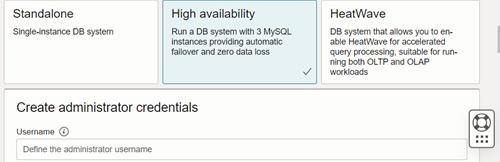 Standalone
Single-instance DB system
High availability
Run a DB system with 3 MySQL
instances providing automatic
failover and zero data loss
HeatWave
DB system that allows you to en-
able HeatWave for accelerated
query processing, suitable for run-
ning both OLTP and OLAP
workloads
Create administrator credentials
Username
Define the administrator username